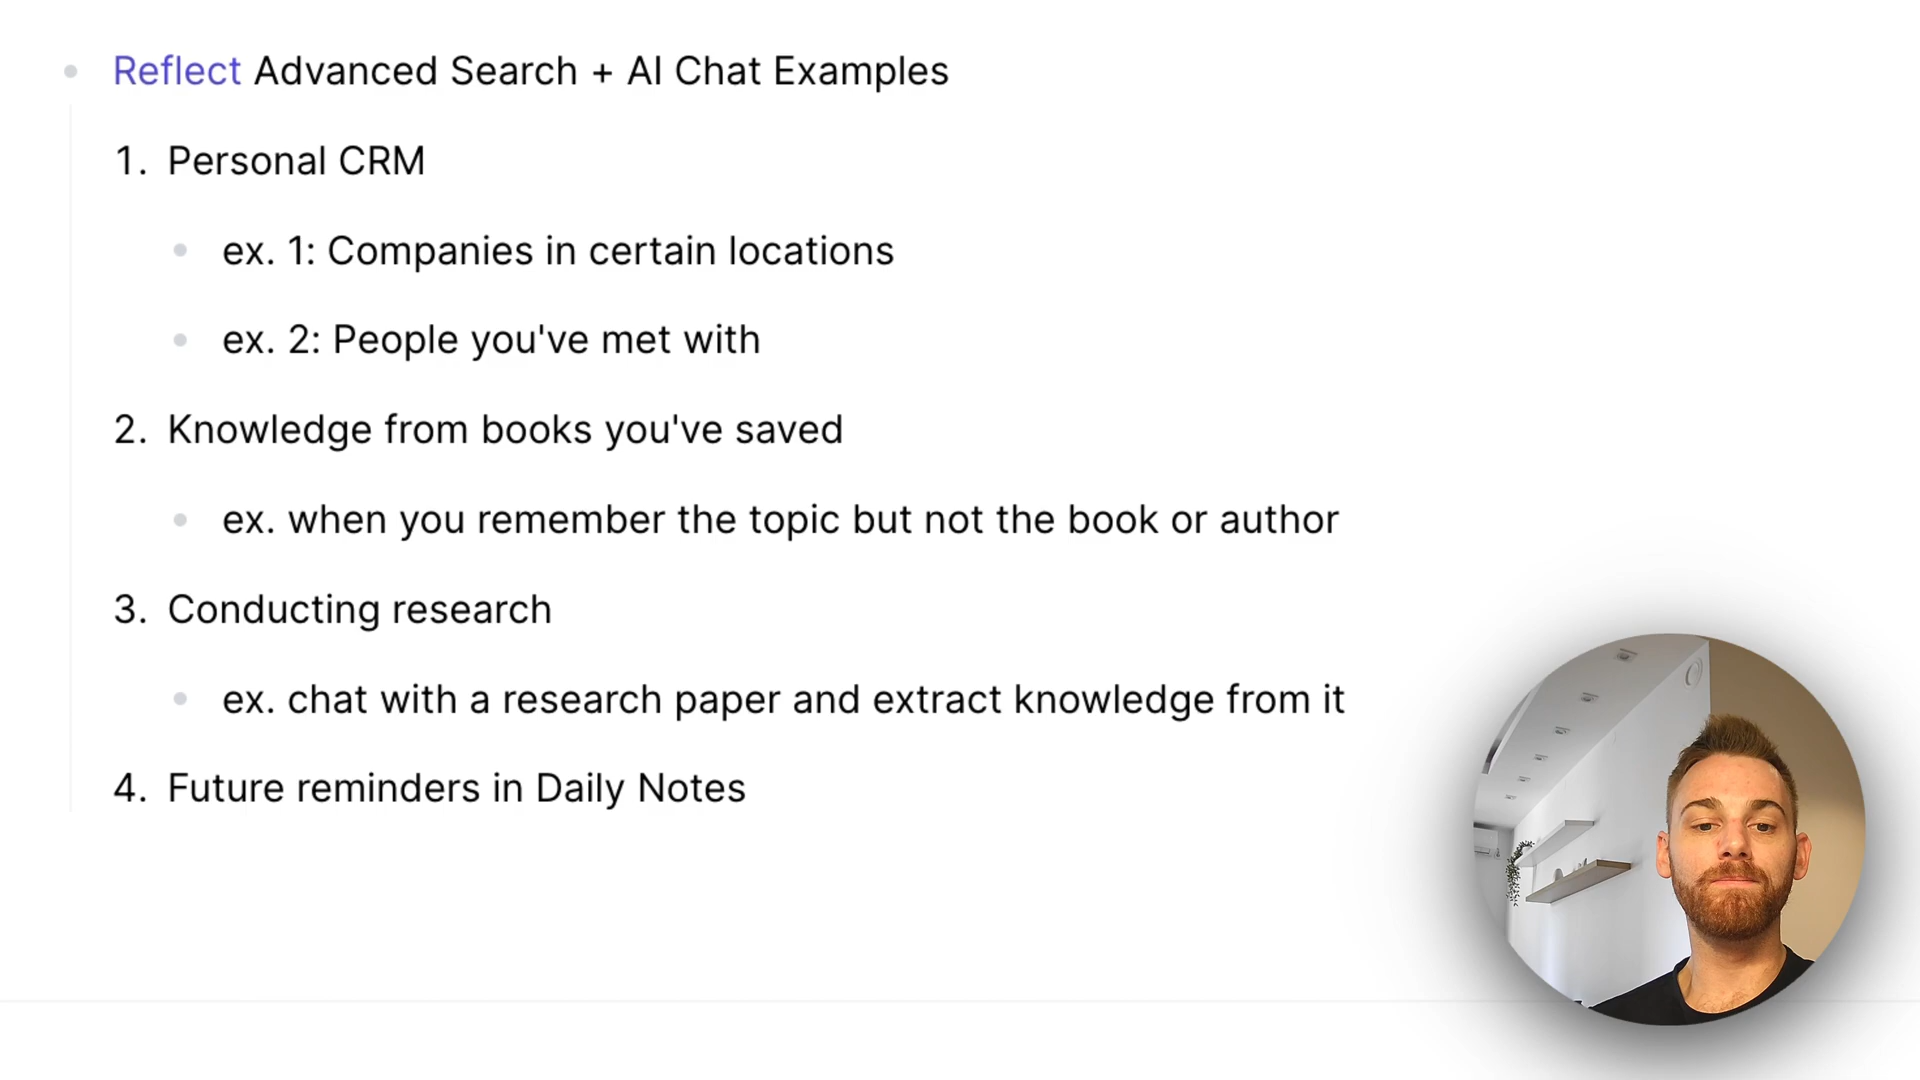 Reflect Advanced Search + AI Chat Examples
1. Personal CRM
ex. 1: Companies in certain locations
ex. 2: People you've met with
2. Knowledge from books you've saved
ex. when you remember the topic but not the book or author
3. Conducting research
ex. chat with a research paper and extract knowledge from it
4. Future reminders in Daily Notes